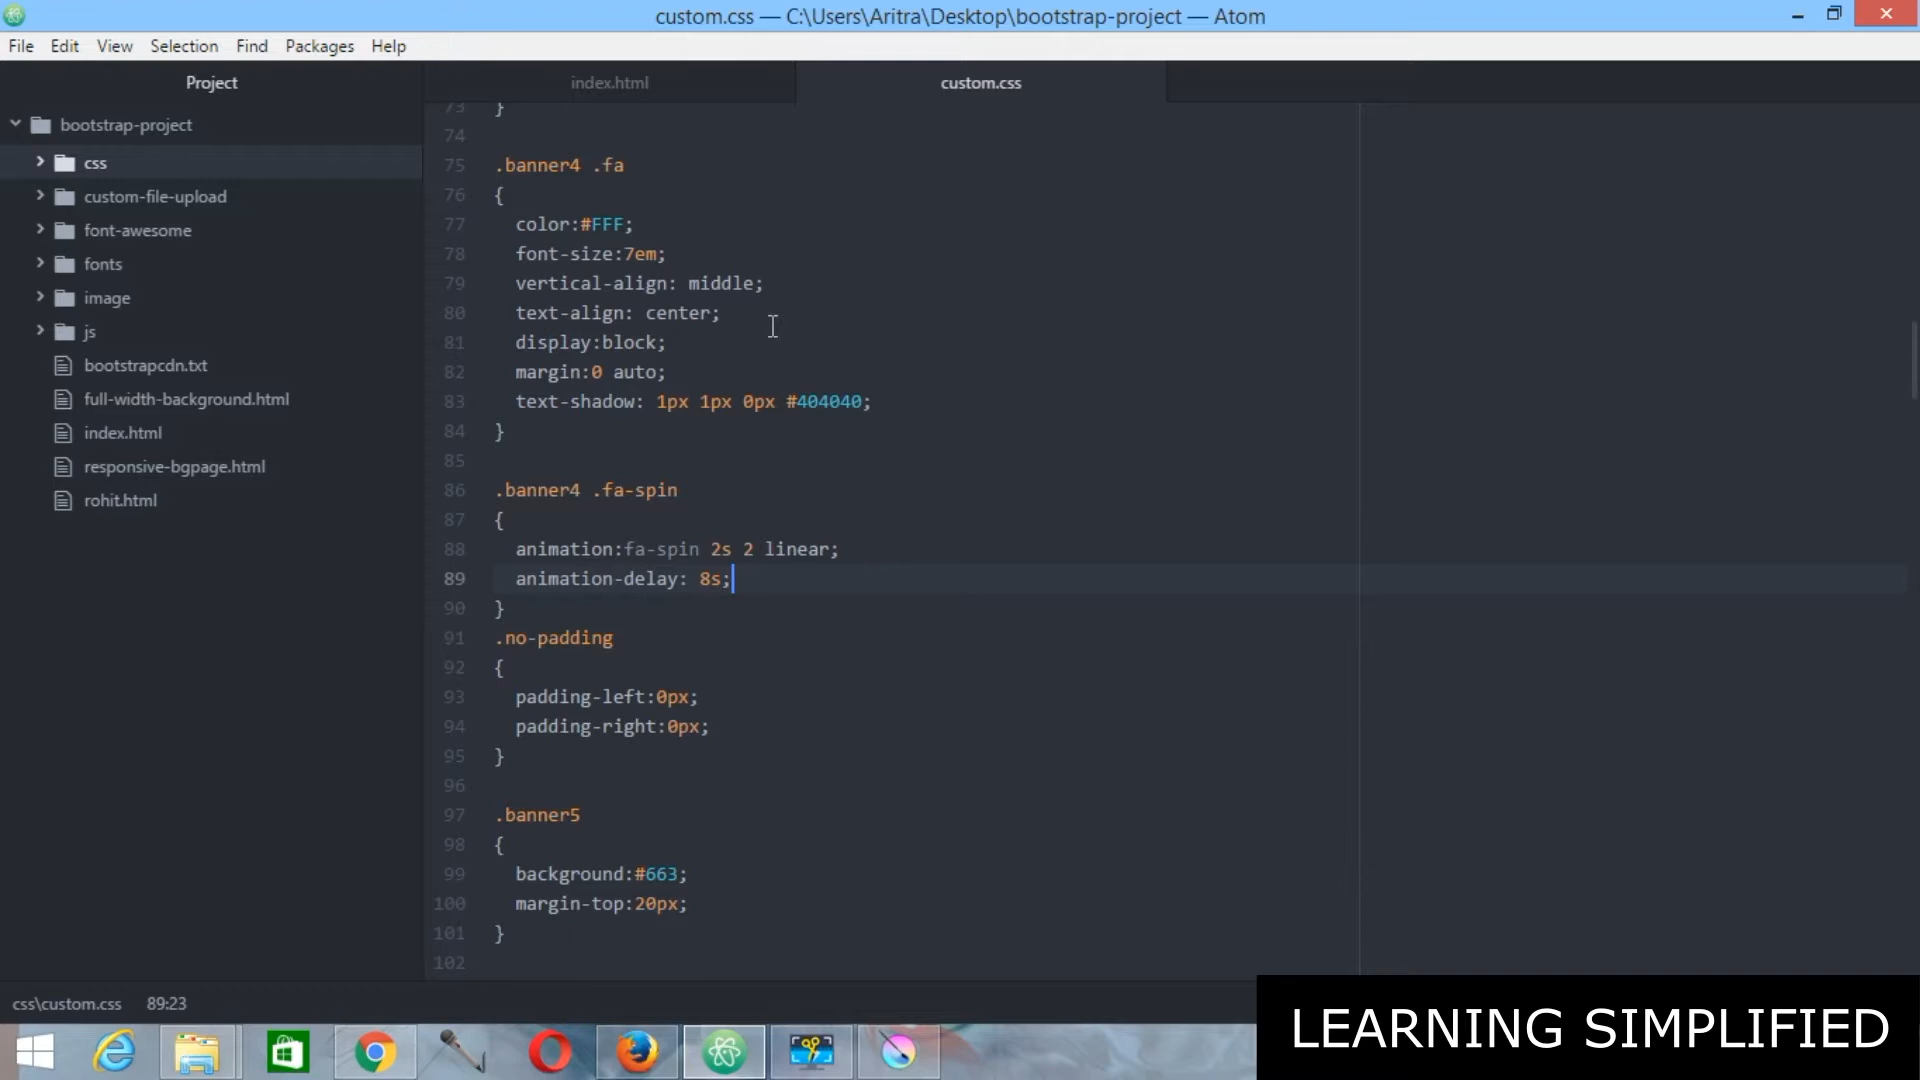 custom.css — C:\Users\Aritra\Desktop\bootstrap-project — Atom
File Edit View Selection Find Packages Help
Project
bootstrap-project
css
custom-file-upload
font-awesome
fonts
image
js
bootstrapcdn.txt
full-width-background.html
index.html
responsive-bgpage.html
rohit.html
index.html custom.css
73 }
74
75 .banner4 .fa
76 {
77 color:#FFF;
78 font-size:7em;
79 vertical-align: middle;
80 text-align: center;
81 display:block;
82 margin:0 auto;
83 text-shadow: 1px 1px 0px #404040;
84 }
85
86 .banner4 .fa-spin
87 {
88 animation:fa-spin 2s 2 linear;
89 animation-delay: 8s;
90 }
91 .no-padding
92 {
93 padding-left:0px;
94 padding-right:0px;
95 }
96
97 .banner5
98 {
99 background:#663;
100 margin-top:20px;
101 }
102
css\custom.css 89:23
LEARNING SIMPLIFIED